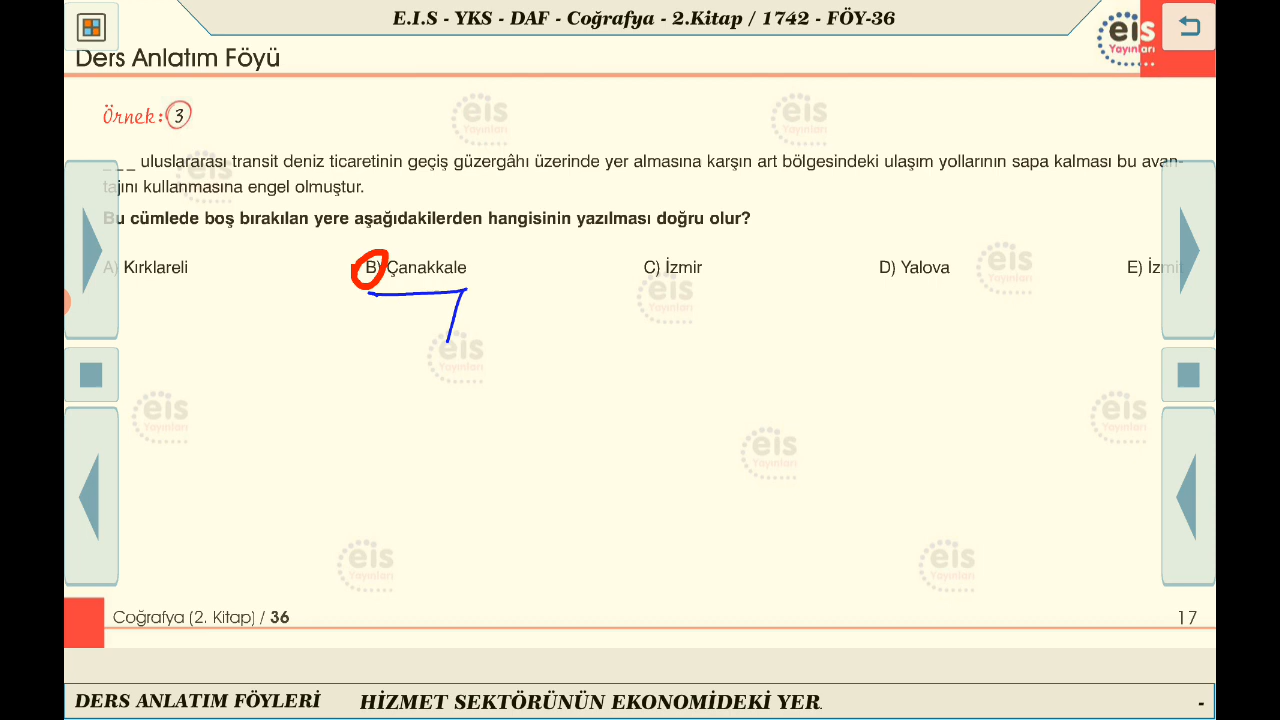 E.I.S - YKS - DAF - Coğrafya - 2.Kitap / 1742 - FÖY-36
eis
Yayınları
Ders Anlatım Föyü
Örnek: 3
_ _ _ uluslararası transit deniz ticaretinin geçiş güzergâhı üzerinde yer almasına karşın art bölgesindeki ulaşım yollarının sapa kalması bu avan-
tajını kullanmasına engel olmuştur.
Bu cümlede boş bırakılan yere aşağıdakilerden hangisinin yazılması doğru olur?
A) Kırklareli B) Çanakkale C) İzmir D) Yalova E) İzmit
Coğrafya (2. Kitap) / 36 17
DERS ANLATIM FÖYLERİ HİZMET SEKTÖRÜNÜN EKONOMİDEKİ YER -